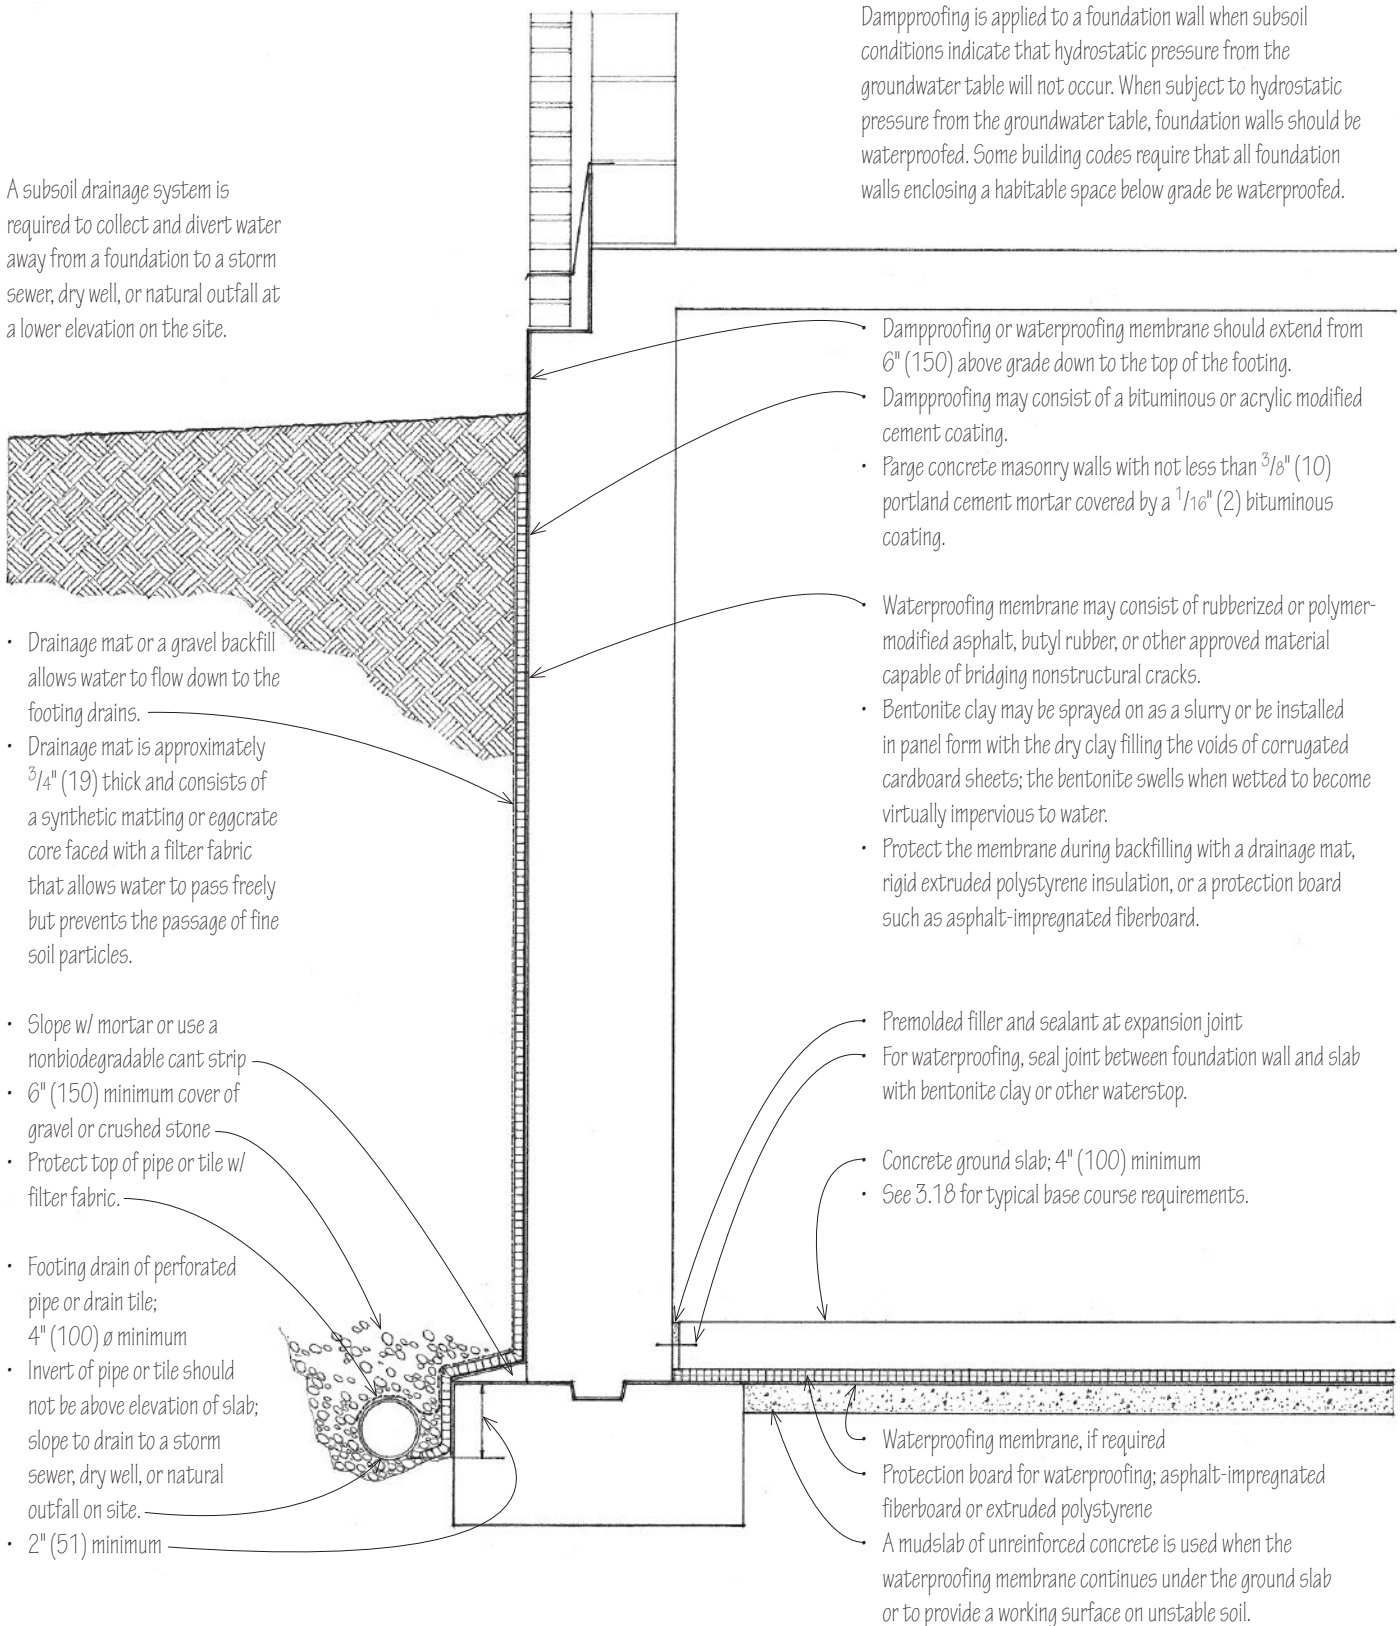 Dampproofing is applied to a foundation wall when subsoil
conditions indicate that hydrostatic pressure from the
groundwater table will not occur. When subject to hydrostatic
pressure from the groundwater table, foundation walls should be
waterproofed. Some building codes require that all foundation
walls enclosing a habitable space below grade be waterproofed.
A subsoil drainage system is
required to collect and divert water
away from a foundation to a storm
sewer, dry well, or natural outfall at
a lower elevation on the site.
• Dampproofing or waterproofing membrane should extend from
6" (150) above grade down to the top of the footing.
• Dampproofing may consist of a bituminous or acrylic modified
cement coating.
• Parge concrete masonry walls with not less than 3/8" (10)
portland cement mortar covered by a 1/16" (2) bituminous
coating.
• Waterproofing membrane may consist of rubberized or polymer-
modified asphalt, butyl rubber, or other approved material
capable of bridging nonstructural cracks.
• Bentonite clay may be sprayed on as a slurry or be installed
in panel form with the dry clay filling the voids of corrugated
cardboard sheets; the bentonite swells when wetted to become
virtually impervious to water.
• Protect the membrane during backfilling with a drainage mat,
rigid extruded polystyrene insulation, or a protection board
such as asphalt-impregnated fiberboard.
• Drainage mat or a gravel backfill
allows water to flow down to the
footing drains.
• Drainage mat is approximately
3/4" (19) thick and consists of
a synthetic matting or eggcrate
core faced with a filter fabric
that allows water to pass freely
but prevents the passage of fine
soil particles.
• Slope w/ mortar or use a
nonbiodegradable cant strip
• 6" (150) minimum cover of
gravel or crushed stone
• Protect top of pipe or tile w/
filter fabric.
• Footing drain of perforated
pipe or drain tile;
4" (100) ø minimum
• Invert of pipe or tile should
not be above elevation of slab;
slope to drain to a storm
sewer, dry well, or natural
outfall on site.
• 2" (51) minimum
• Premolded filler and sealant at expansion joint
• For waterproofing, seal joint between foundation wall and slab
with bentonite clay or other waterstop.
• Concrete ground slab; 4" (100) minimum
• See 3.18 for typical base course requirements.
• Waterproofing membrane, if required
• Protection board for waterproofing; asphalt-impregnated
fiberboard or extruded polystyrene
• A mudslab of unreinforced concrete is used when the
waterproofing membrane continues under the ground slab
or to provide a working surface on unstable soil.